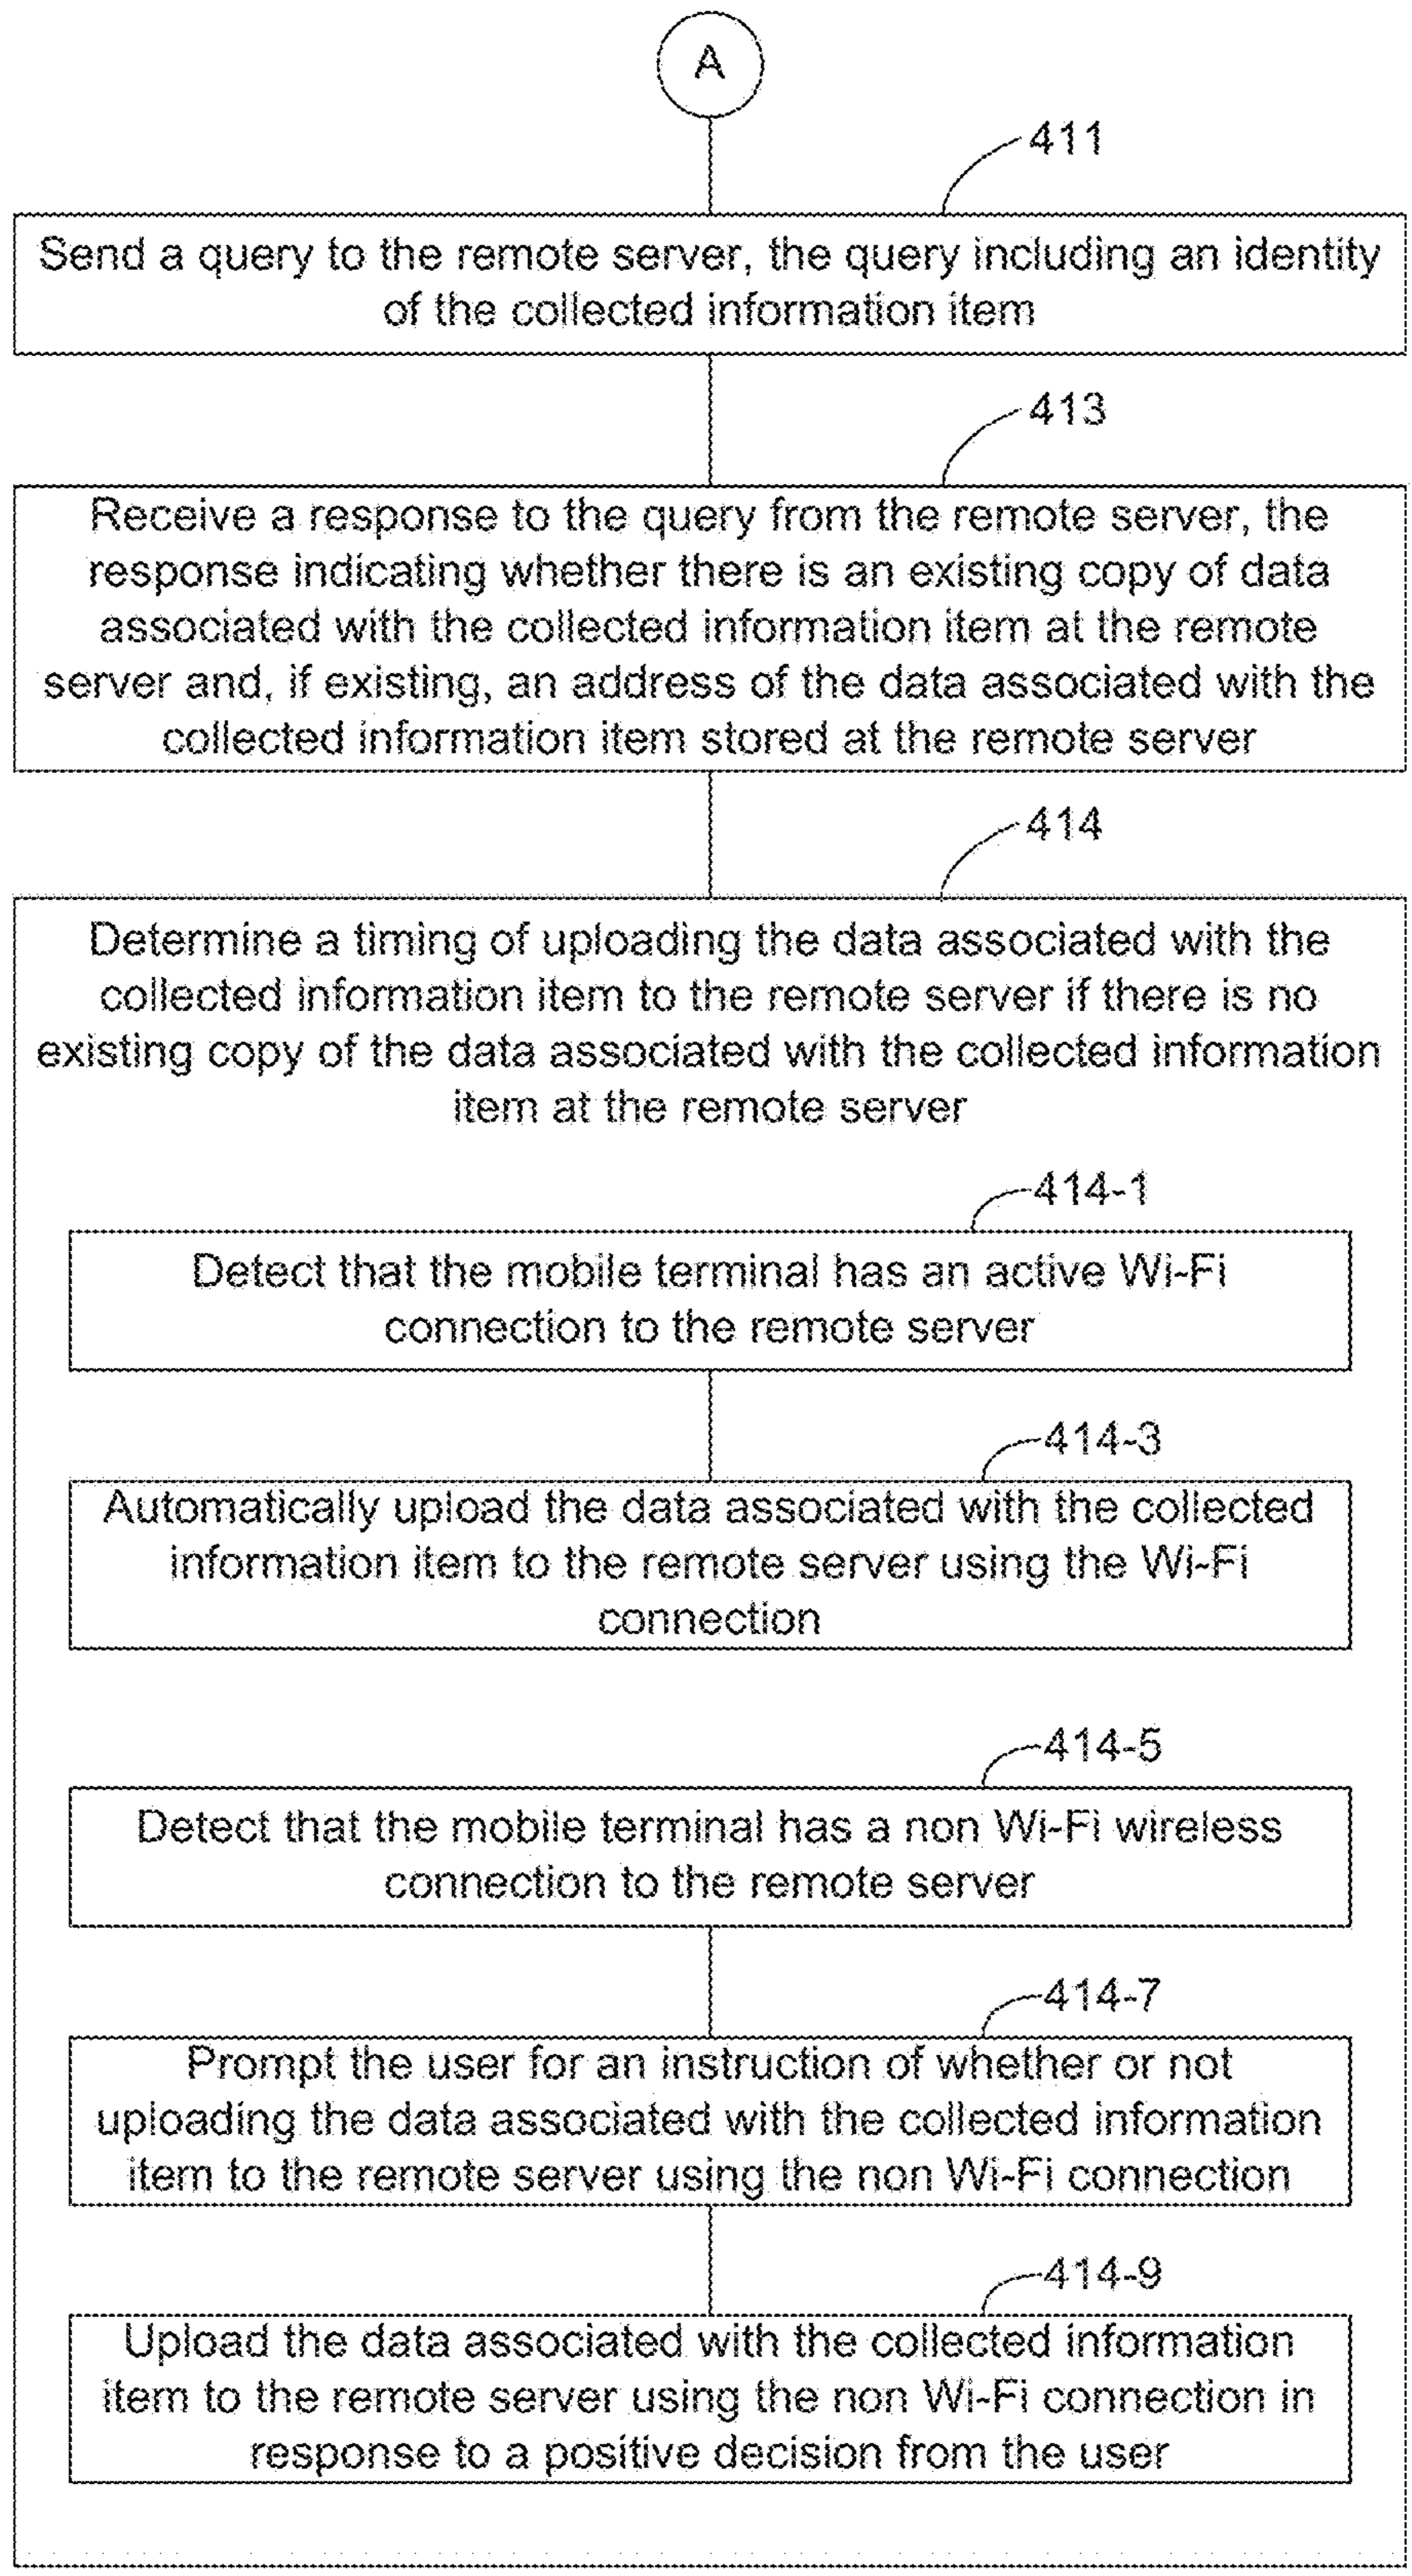 A
411
Send a query to the remote server, the query including an identity
of the collected information item
413
Receive a response to the query from the remote server, the
response indicating whether there is an existing copy of data
associated with the collected information item at the remote
server and, if existing, an address of the data associated with the
collected information item stored at the remote server
414
Determine a timing of uploading the data associated with the
collected information item to the remote server if there is no
existing copy of the data associated with the collected information
item at the remote server
414-1
Detect that the mobile terminal has an active Wi-Fi
connection to the remote server
414-3
Automatically upload the data associated with the collected
information item to the remote server using the Wi-Fi
connection
414-5
Detect that the mobile terminal has a non Wi-Fi wireless
connection to the remote server
414-7
Prompt the user for an instruction of whether or not
uploading the data associated with the collected information
item to the remote server using the non Wi-Fi connection
414-9
Upload the data associated with the collected information
item to the remote server using the non Wi-Fi connection in
response to a positive decision from the user